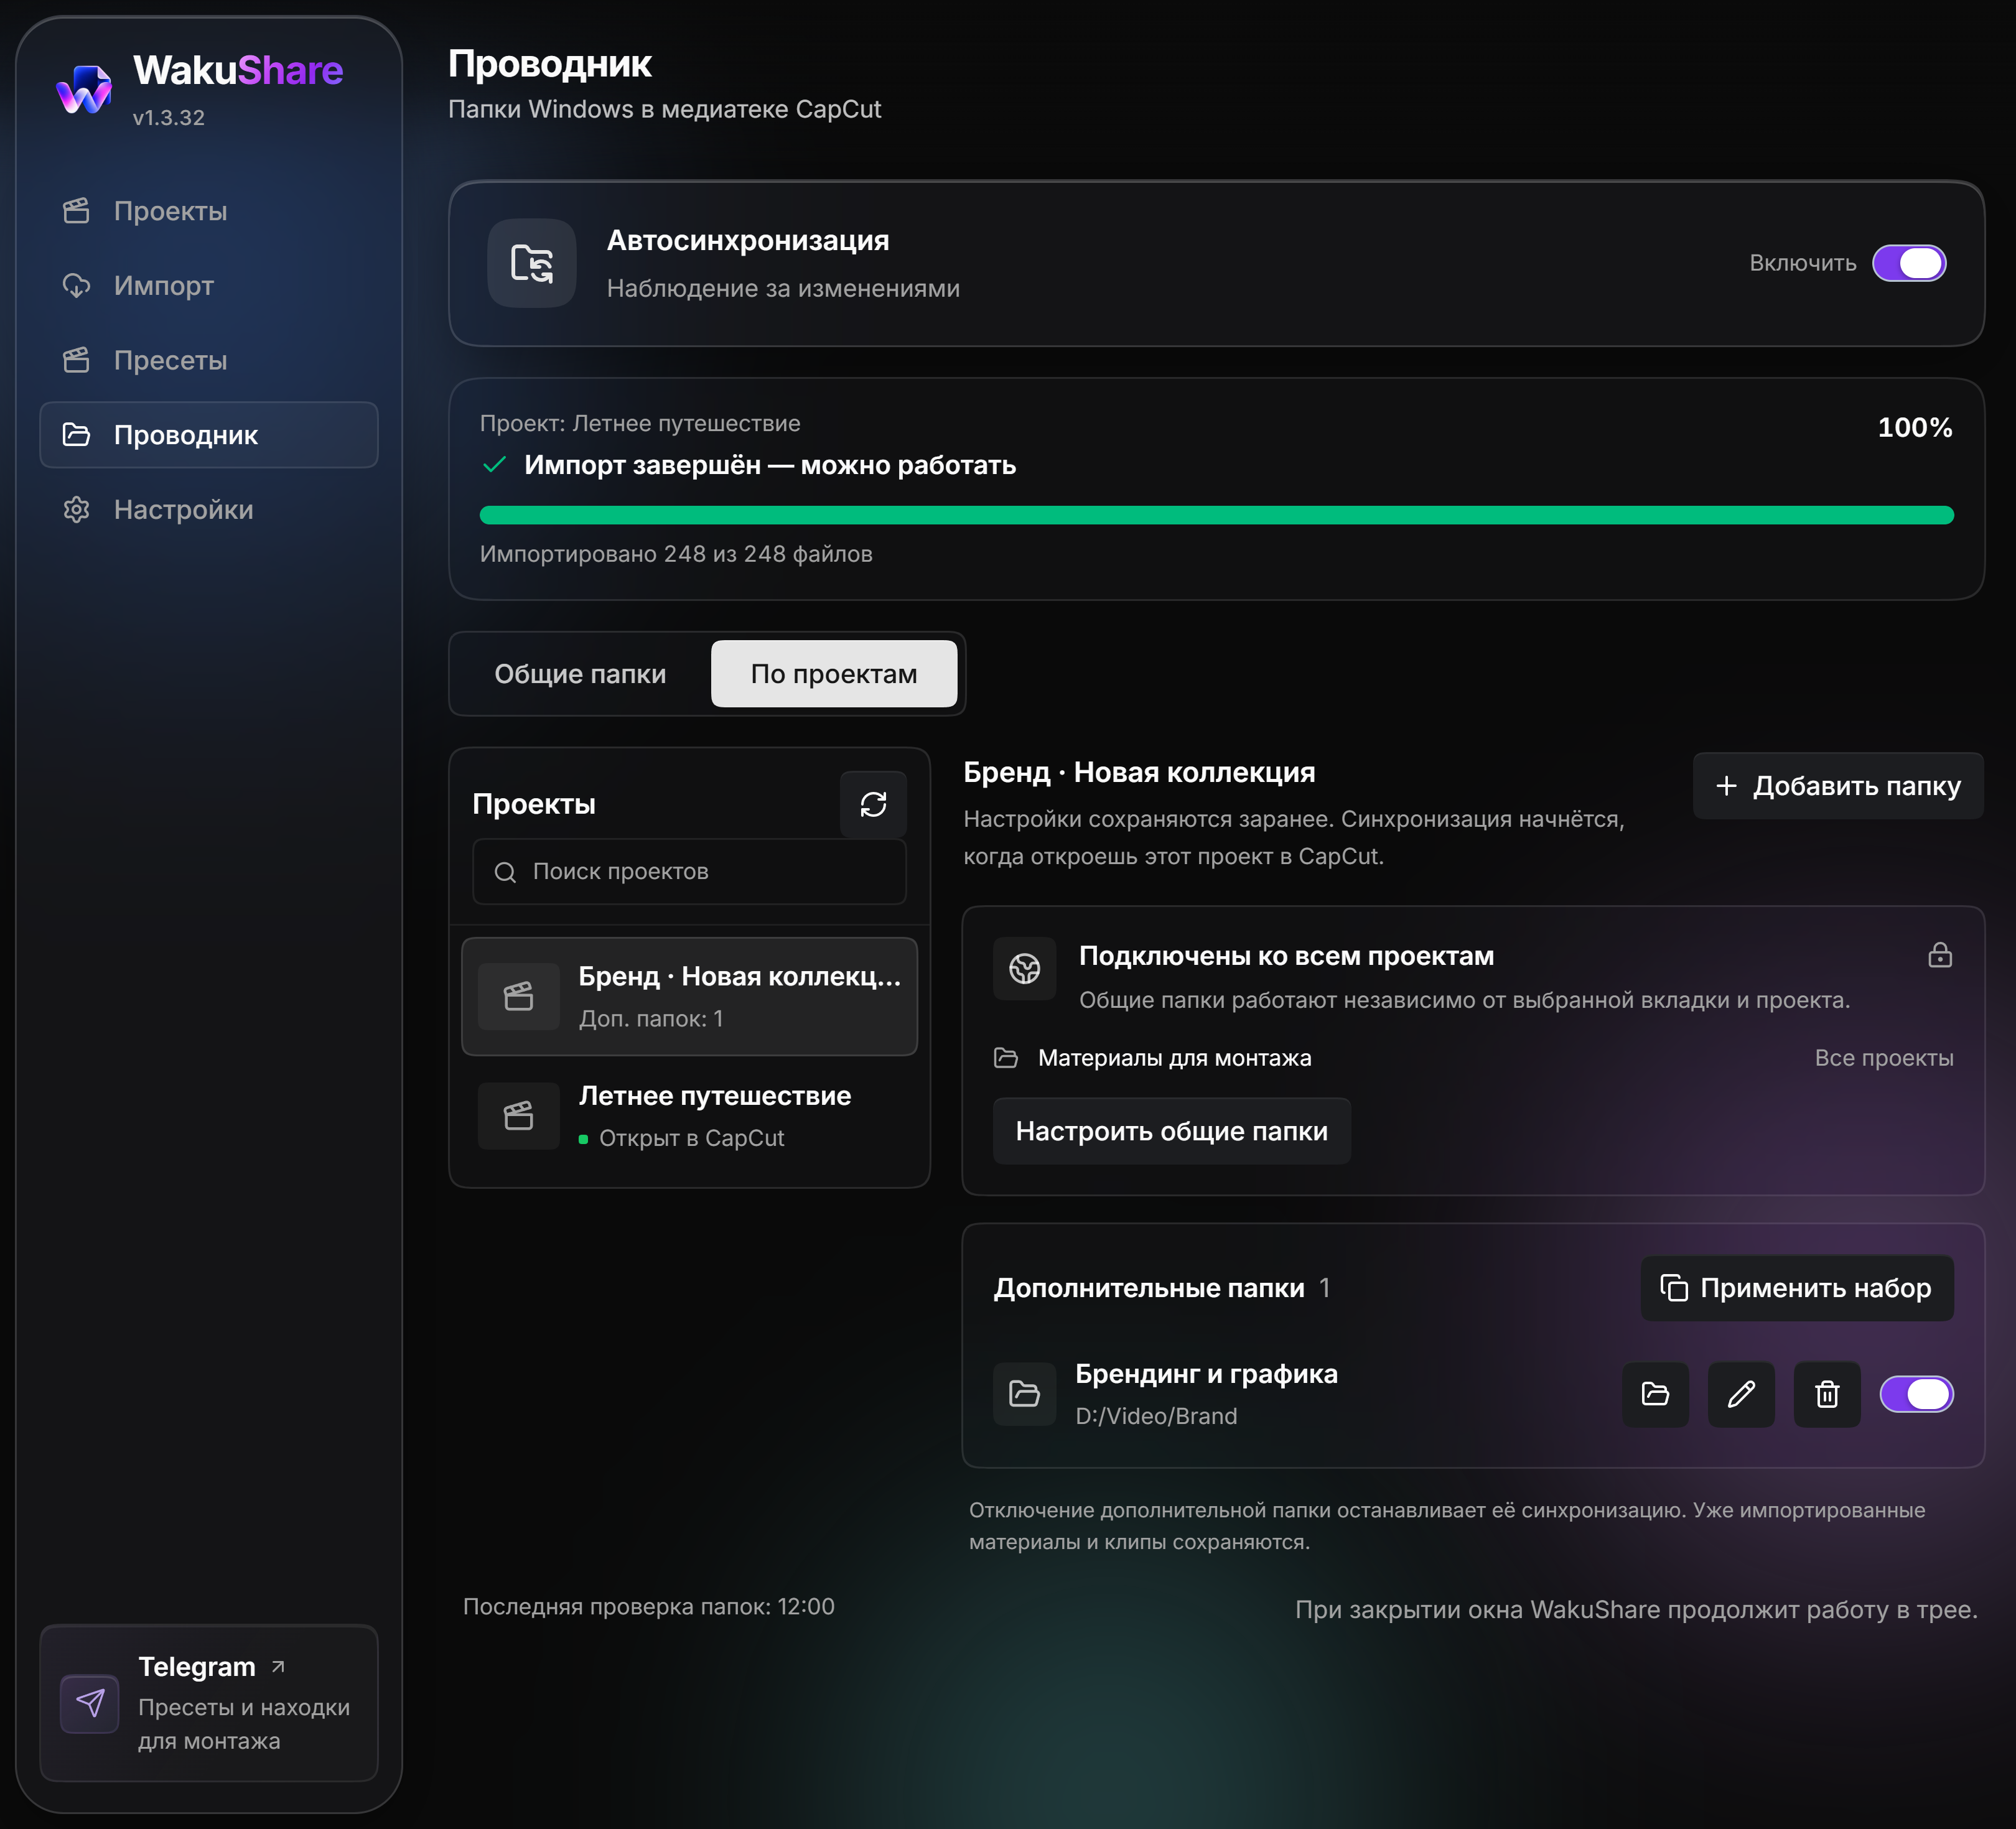 WakuShare
v1.3.32
Проекты
Импорт
Пресеты
Проводник
Настройки
Telegram
Пресеты и находки
для монтажа
Проводник
Папки Windows в медиатеке CapCut
Автосинхронизация
Наблюдение за изменениями
Включить
Проект: Летнее путешествие
100%
Импорт завершён — можно работать
Импортировано 248 из 248 файлов
Общие папки
По проектам
Проекты
Поиск проектов
Бренд · Новая коллекц...
Доп. папок: 1
Летнее путешествие
Открыт в CapCut
Бренд · Новая коллекция
Добавить папку
Настройки сохраняются заранее. Синхронизация начнётся,
когда откроешь этот проект в CapCut.
Подключены ко всем проектам
Общие папки работают независимо от выбранной вкладки и проекта.
Материалы для монтажа
Все проекты
Настроить общие папки
Дополнительные папки 1
Применить набор
Брендинг и графика
D:/Video/Brand
Отключение дополнительной папки останавливает её синхронизацию. Уже импортированные
материалы и клипы сохраняются.
Последняя проверка папок: 12:00
При закрытии окна WakuShare продолжит работу в трее.